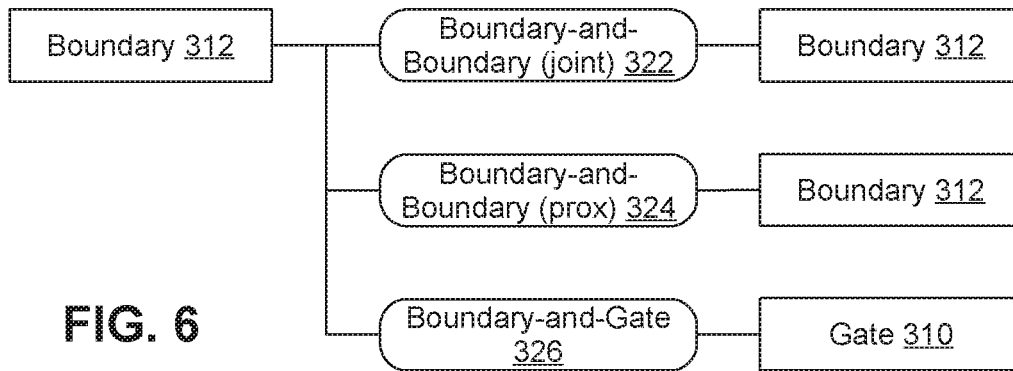 Boundary 312
Boundary-and-
Boundary (joint) 322
Boundary 312
Boundary-and-
Boundary (prox) 324
Boundary 312
Boundary-and-Gate
326
Gate 310
FIG. 6